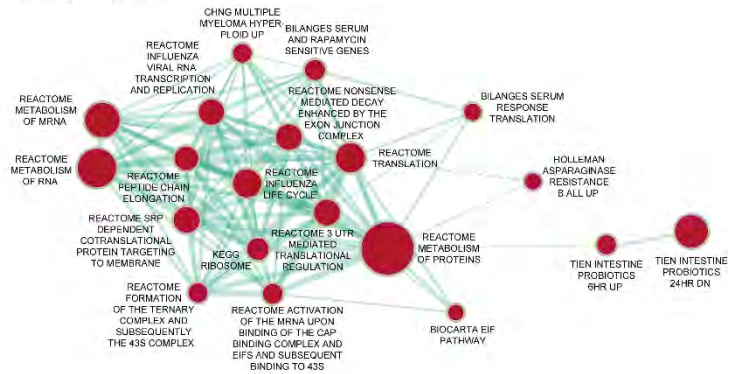 CHNG MULTIPLE
MYELOMA HYPER-
PLOID UP
BILANGES SERUM
AND RAPAMYCIN
SENSITIVE GENES
REACTOME
INFLUENZA
VIRAL RNA
TRANSCRIPTION
AND REPLICATION
REACTOME NONSENSE
MEDIATED DECAY
ENHANCED BY THE
EXON JUNCTION
COMPLEX
BILANGES SERUM
RESPONSE
TRANSLATION
REACTOME
METABOLISM
OF MRNA
REACTOME
METABOLISM
OF RNA
REACTOME
PEPTIDE CHAIN
ELONGATION
REACTOME
INFLUENZA
LIFE CYCLE
REACTOME
TRANSLATION
HOLLEMAN
ASPARAGINASE
RESISTANCE
B ALL UP
REACTOME SRP
DEPENDENT
COTRANSLATIONAL
PROTEIN TARGETING
TO MEMBRANE
KEGG
RIBOSOME
REACTOME 3 UTR
MEDIATED
TRANSLATIONAL
REGULATION
REACTOME
METABOLISM
OF PROTEINS
TIEN INTESTINE
PROBIOTICS
6HR UP
TIEN INTESTINE
PROBIOTICS
24HR DN
REACTOME
FORMATION
OF THE TERNARY
COMPLEX AND
SUBSEQUENTLY
THE 43S COMPLEX
REACTOME ACTIVATION
OF THE MRNA UPON
BINDING OF THE CAP
BINDING COMPLEX AND
EIFS AND SUBSEQUENT
BINDING TO 43S
BIOCARTA EIF
PATHWAY